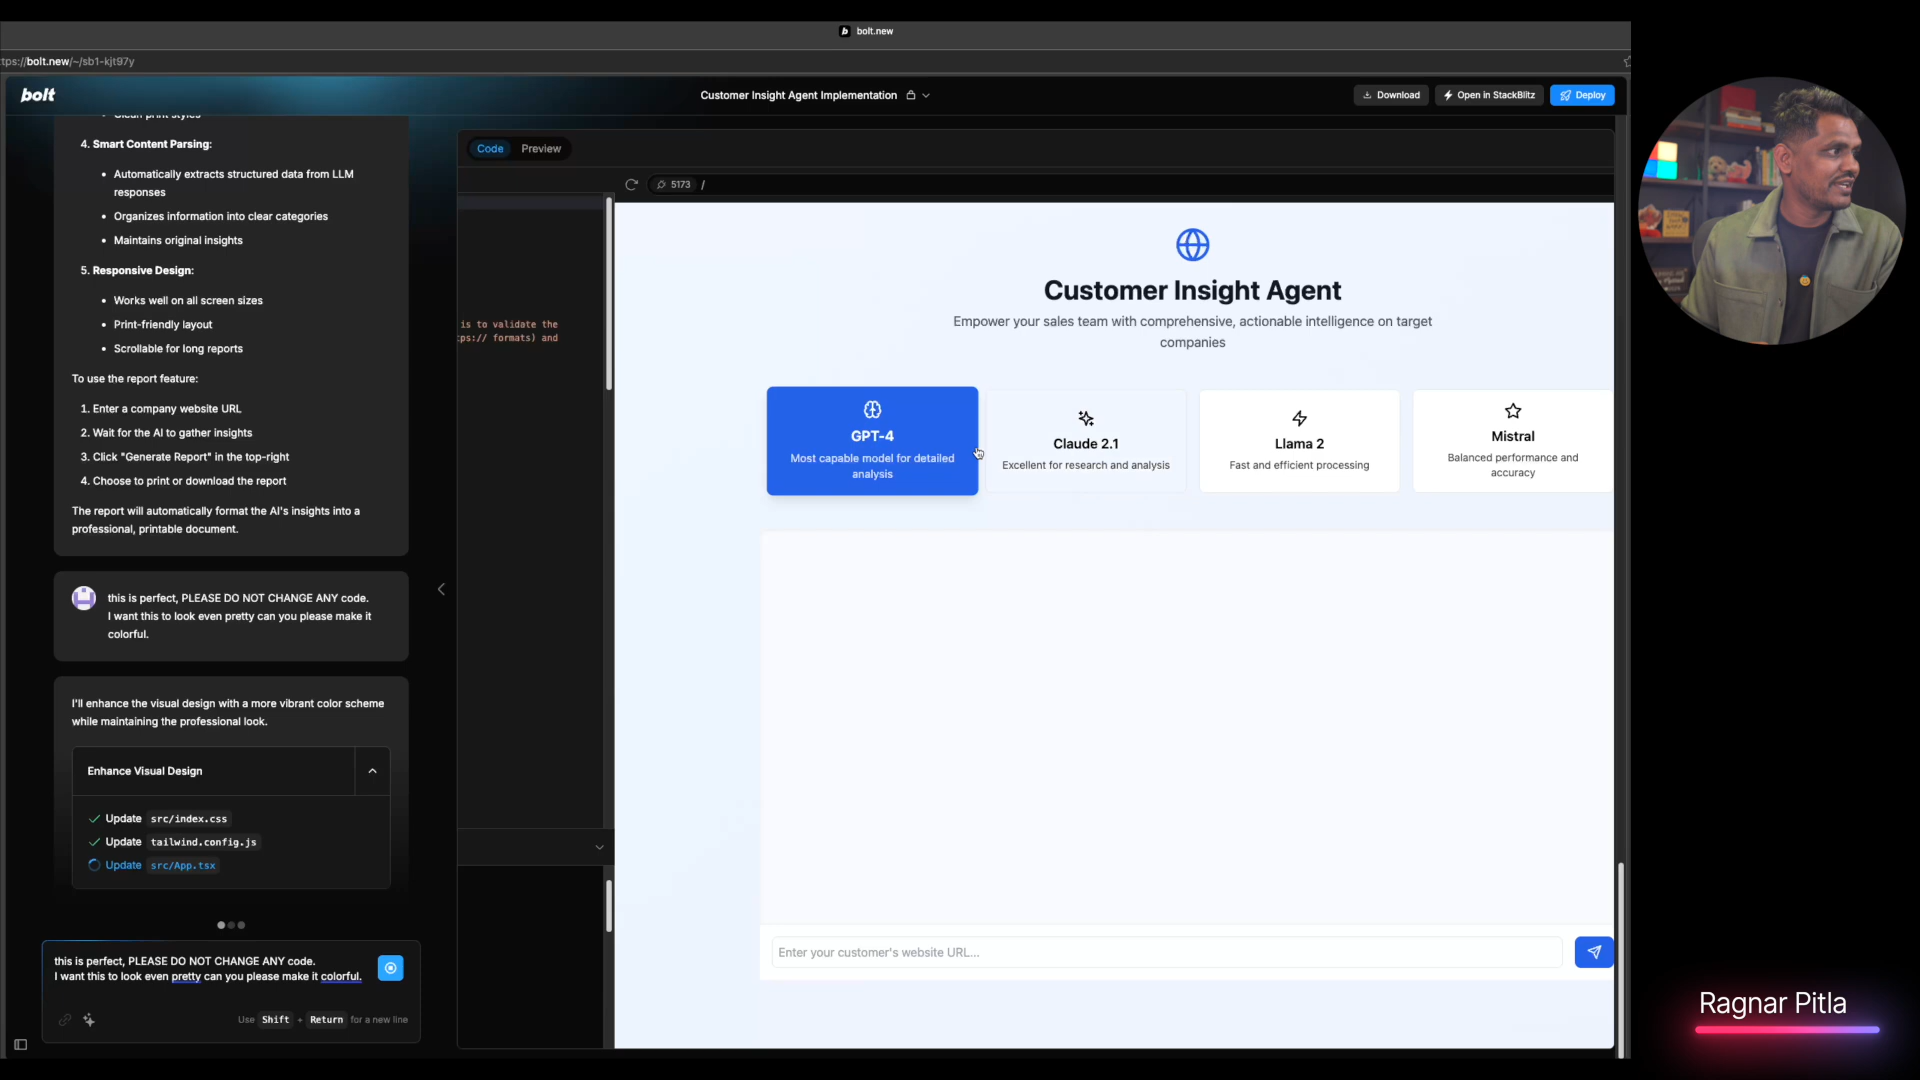 bolt.new
tps://bolt.new/~/sb1-kjt97y
bolt
Customer Insight Agent Implementation
Download
Open in StackBlitz
Deploy
Clean print styles
4. Smart Content Parsing:
Automatically extracts structured data from LLM
responses
Organizes information into clear categories
Maintains original insights
5. Responsive Design:
Works well on all screen sizes
Print-friendly layout
Scrollable for long reports
To use the report feature:
1. Enter a company website URL
2. Wait for the AI to gather insights
3. Click "Generate Report" in the top-right
4. Choose to print or download the report
The report will automatically format the AI's insights into a
professional, printable document.
this is perfect, PLEASE DO NOT CHANGE ANY code.
I want this to look even pretty can you please make it
colorful.
I'll enhance the visual design with a more vibrant color scheme
while maintaining the professional look.
Enhance Visual Design
Update src/index.css
Update tailwind.config.js
Update src/App.tsx
this is perfect, PLEASE DO NOT CHANGE ANY code.
I want this to look even pretty can you please make it colorful.
Use Shift + Return for a new line
Code
Preview
5173 /
is to validate the
ps:// formats) and
Customer Insight Agent
Empower your sales team with comprehensive, actionable intelligence on target
companies
GPT-4
Most capable model for detailed
analysis
Claude 2.1
Excellent for research and analysis
Llama 2
Fast and efficient processing
Mistral
Balanced performance and
accuracy
Enter your customer's website URL...
Ragnar Pitla